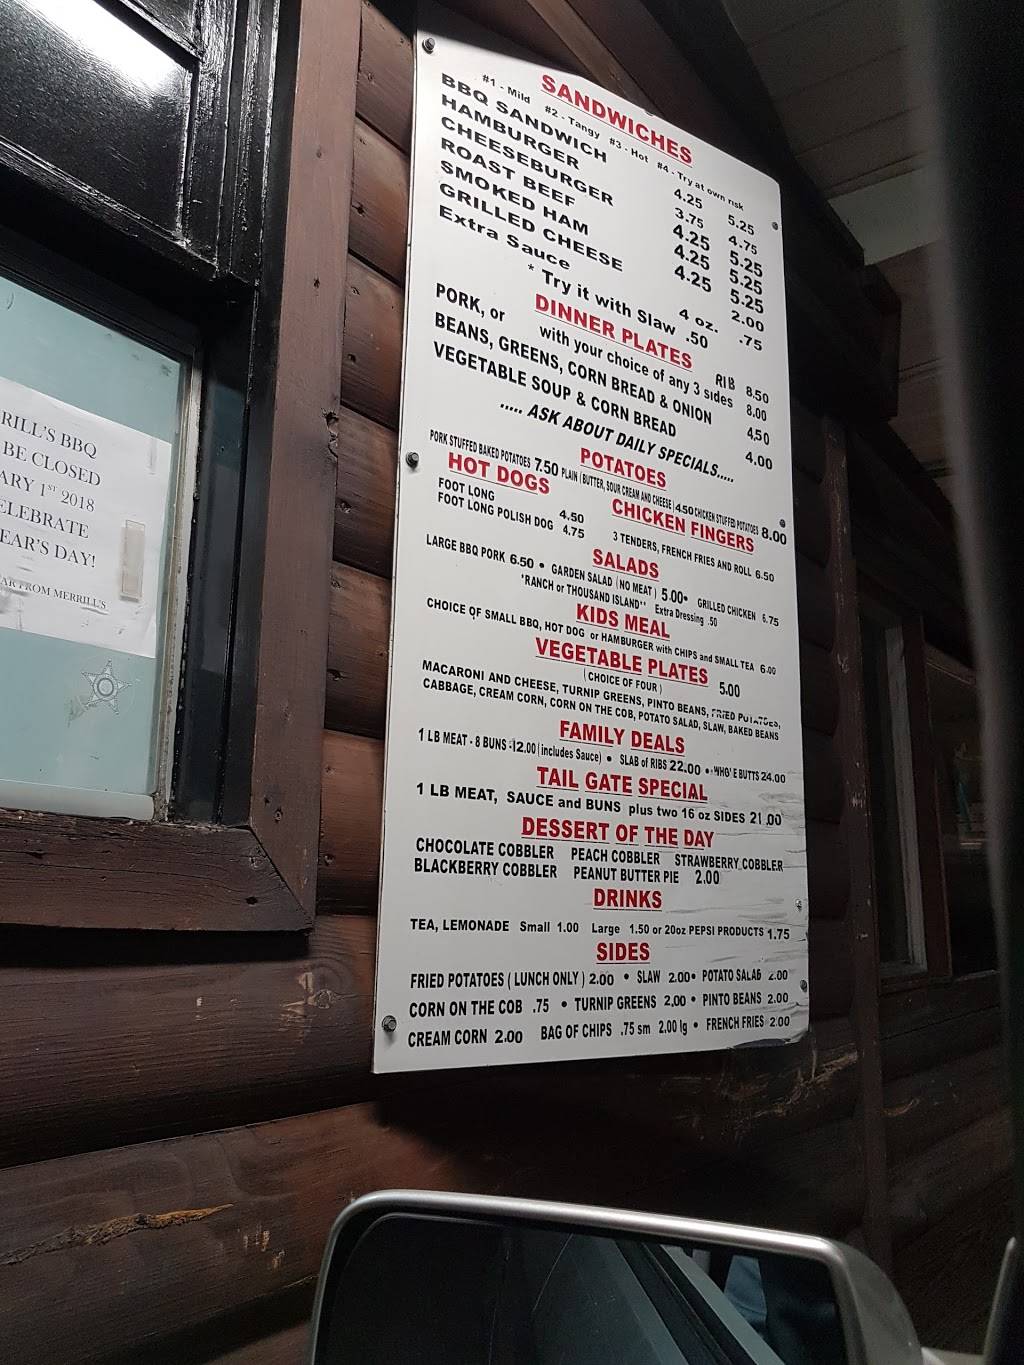 SANDWICHES
#1 - Mild #2 - Tangy #3 - Hot #4 - Try at own risk
BBQ SANDWICH 4.25 5.25
HAMBURGER 3.75 4.75
CHEESEBURGER 4.25 5.25
ROAST BEEF 4.25 5.25
SMOKED HAM 4.25 5.25
GRILLED CHEESE 2.00
Extra Sauce 4 oz. .75
* Try it with Slaw .50
DINNER PLATES
PORK, or RIB 8.50
with your choice of any 3 sides 8.00
BEANS, GREENS, CORN BREAD & ONION 4.50
VEGETABLE SOUP & CORN BREAD 4.00
..... ASK ABOUT DAILY SPECIALS.....
POTATOES
PORK STUFFED BAKED POTATOES 7.50 PLAIN (BUTTER, SOUR CREAM AND CHEESE) 4.50 CHICKEN STUFFED POTATOES 8.00
HOT DOGS
FOOT LONG 4.50
FOOT LONG POLISH DOG 4.75
CHICKEN FINGERS
3 TENDERS, FRENCH FRIES AND ROLL 6.50
SALADS
LARGE BBQ PORK 6.50 • GARDEN SALAD (NO MEAT) 5.00 • GRILLED CHICKEN 6.75
"RANCH or THOUSAND ISLAND" Extra Dressing .50
KIDS MEAL
CHOICE OF SMALL BBQ, HOT DOG or HAMBURGER with CHIPS and SMALL TEA 6.00
VEGETABLE PLATES 5.00
(CHOICE OF FOUR)
MACARONI AND CHEESE, TURNIP GREENS, PINTO BEANS, FRIED POTATOES,
CABBAGE, CREAM CORN, CORN ON THE COB, POTATO SALAD, SLAW, BAKED BEANS
FAMILY DEALS
1 LB MEAT - 8 BUNS -12.00 (includes Sauce) • SLAB of RIBS 22.00 • WHO'E BUTTS 24.00
TAIL GATE SPECIAL
1 LB MEAT, SAUCE and BUNS plus two 16 oz SIDES 21.00
DESSERT OF THE DAY
CHOCOLATE COBBLER PEACH COBBLER STRAWBERRY COBBLER
BLACKBERRY COBBLER PEANUT BUTTER PIE 2.00
DRINKS
TEA, LEMONADE Small 1.00 Large 1.50 or 20oz PEPSI PRODUCTS 1.75
SIDES
FRIED POTATOES ( LUNCH ONLY ) 2.00 • SLAW 2.00 • POTATO SALAD 2.00
CORN ON THE COB .75 • TURNIP GREENS 2.00 • PINTO BEANS 2.00
CREAM CORN 2.00 BAG OF CHIPS .75 sm 2.00 lg • FRENCH FRIES 2.00
RILL'S BBQ
BE CLOSED
ARY 1ST 2018
ELEBRATE
EAR'S DAY!
FROM MERRILL'S